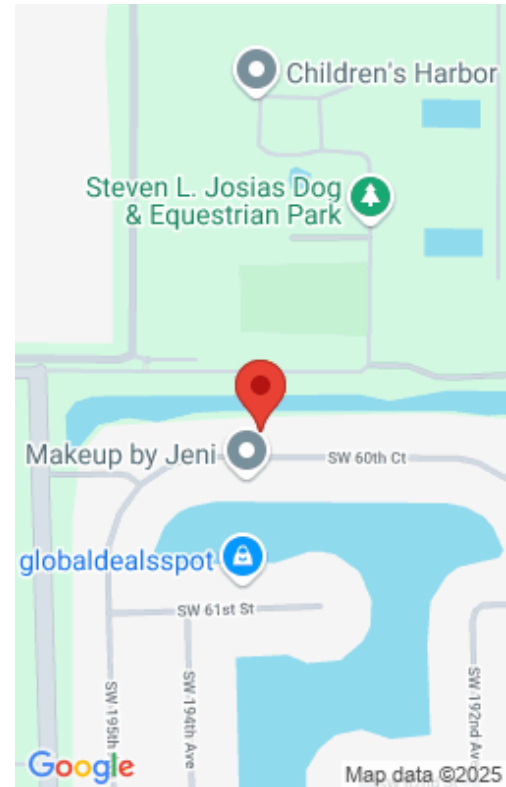 Children's Harbor
Steven L. Josias Dog
& Equestrian Park
Makeup by Jeni
SW 60th Ct
globaldealsspot
SW 61st St
SW 195th
SW 194th Ave
SW 192nd Ave
Google
Map data ©2025